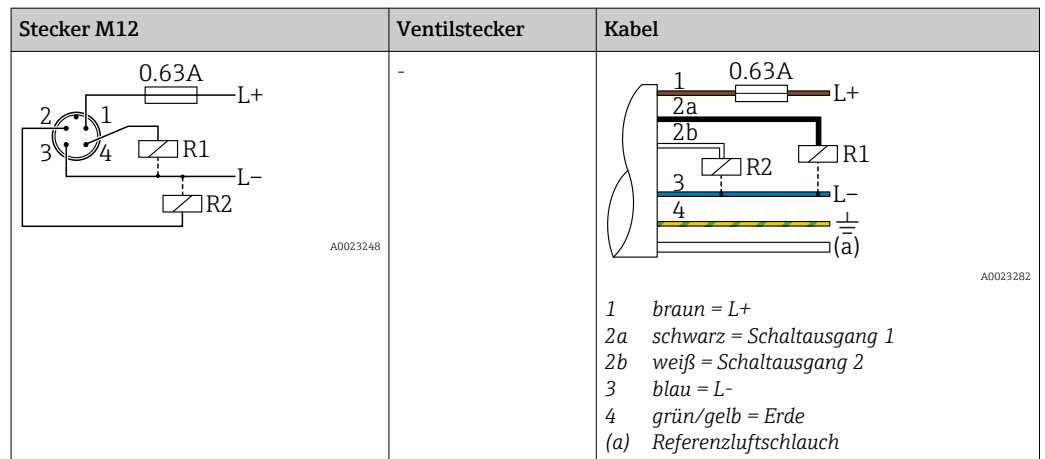 Stecker M12
Ventilstecker
Kabel
0.63A
L+
2
1
3
4
R1
L–
R2
A0023248
-
1
0.63A
L+
2a
2b
R2
R1
3
L–
4
(a)
A0023282
1 braun = L+
2a schwarz = Schaltausgang 1
2b weiß = Schaltausgang 2
3 blau = L-
4 grün/gelb = Erde
(a) Referenzluftschlauch